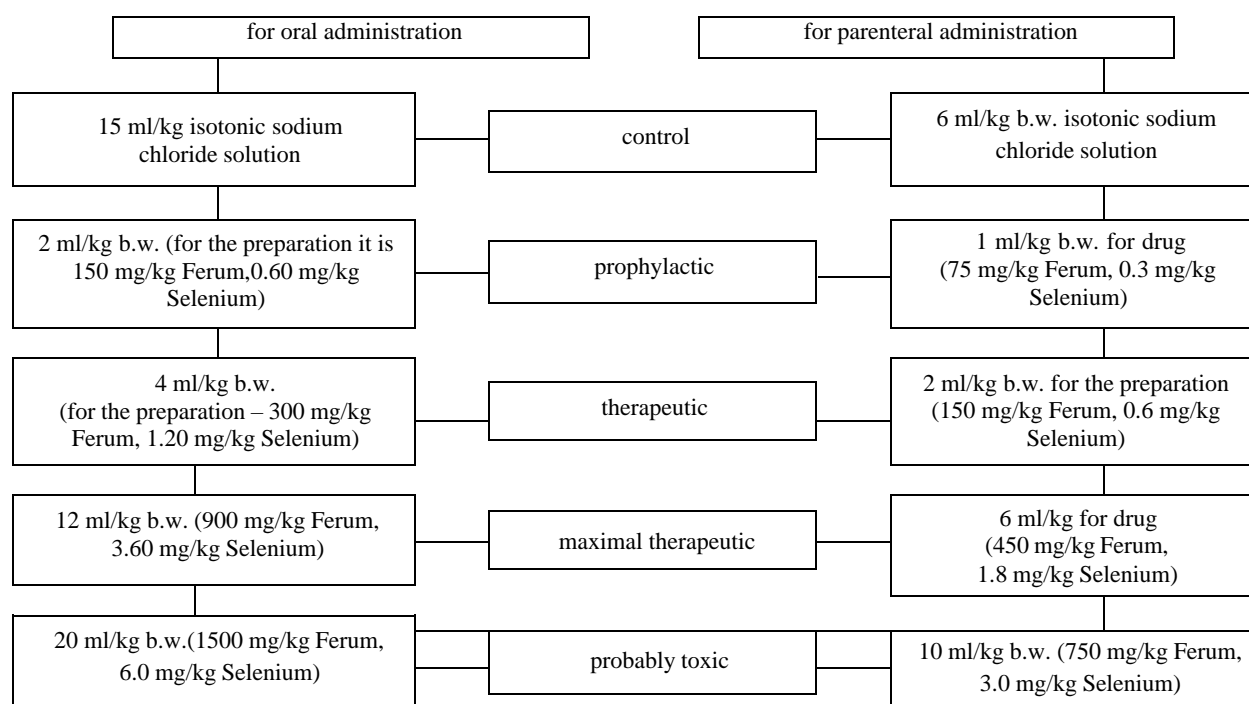 for oral administration
for parenteral administration
15 ml/kg isotonic sodium
chloride solution
control
6 ml/kg b.w. isotonic sodium
chloride solution
2 ml/kg b.w. (for the preparation it is
150 mg/kg Ferum,0.60 mg/kg
Selenium)
prophylactic
1 ml/kg b.w. for drug
(75 mg/kg Ferum, 0.3 mg/kg
Selenium)
4 ml/kg b.w.
(for the preparation – 300 mg/kg
Ferum, 1.20 mg/kg Selenium)
therapeutic
2 ml/kg b.w. for the preparation
(150 mg/kg Ferum, 0.6 mg/kg
Selenium)
12 ml/kg b.w. (900 mg/kg Ferum,
3.60 mg/kg Selenium)
maximal therapeutic
6 ml/kg for drug
(450 mg/kg Ferum,
1.8 mg/kg Selenium)
20 ml/kg b.w.(1500 mg/kg Ferum,
6.0 mg/kg Selenium)
probably toxic
10 ml/kg b.w. (750 mg/kg Ferum,
3.0 mg/kg Selenium)